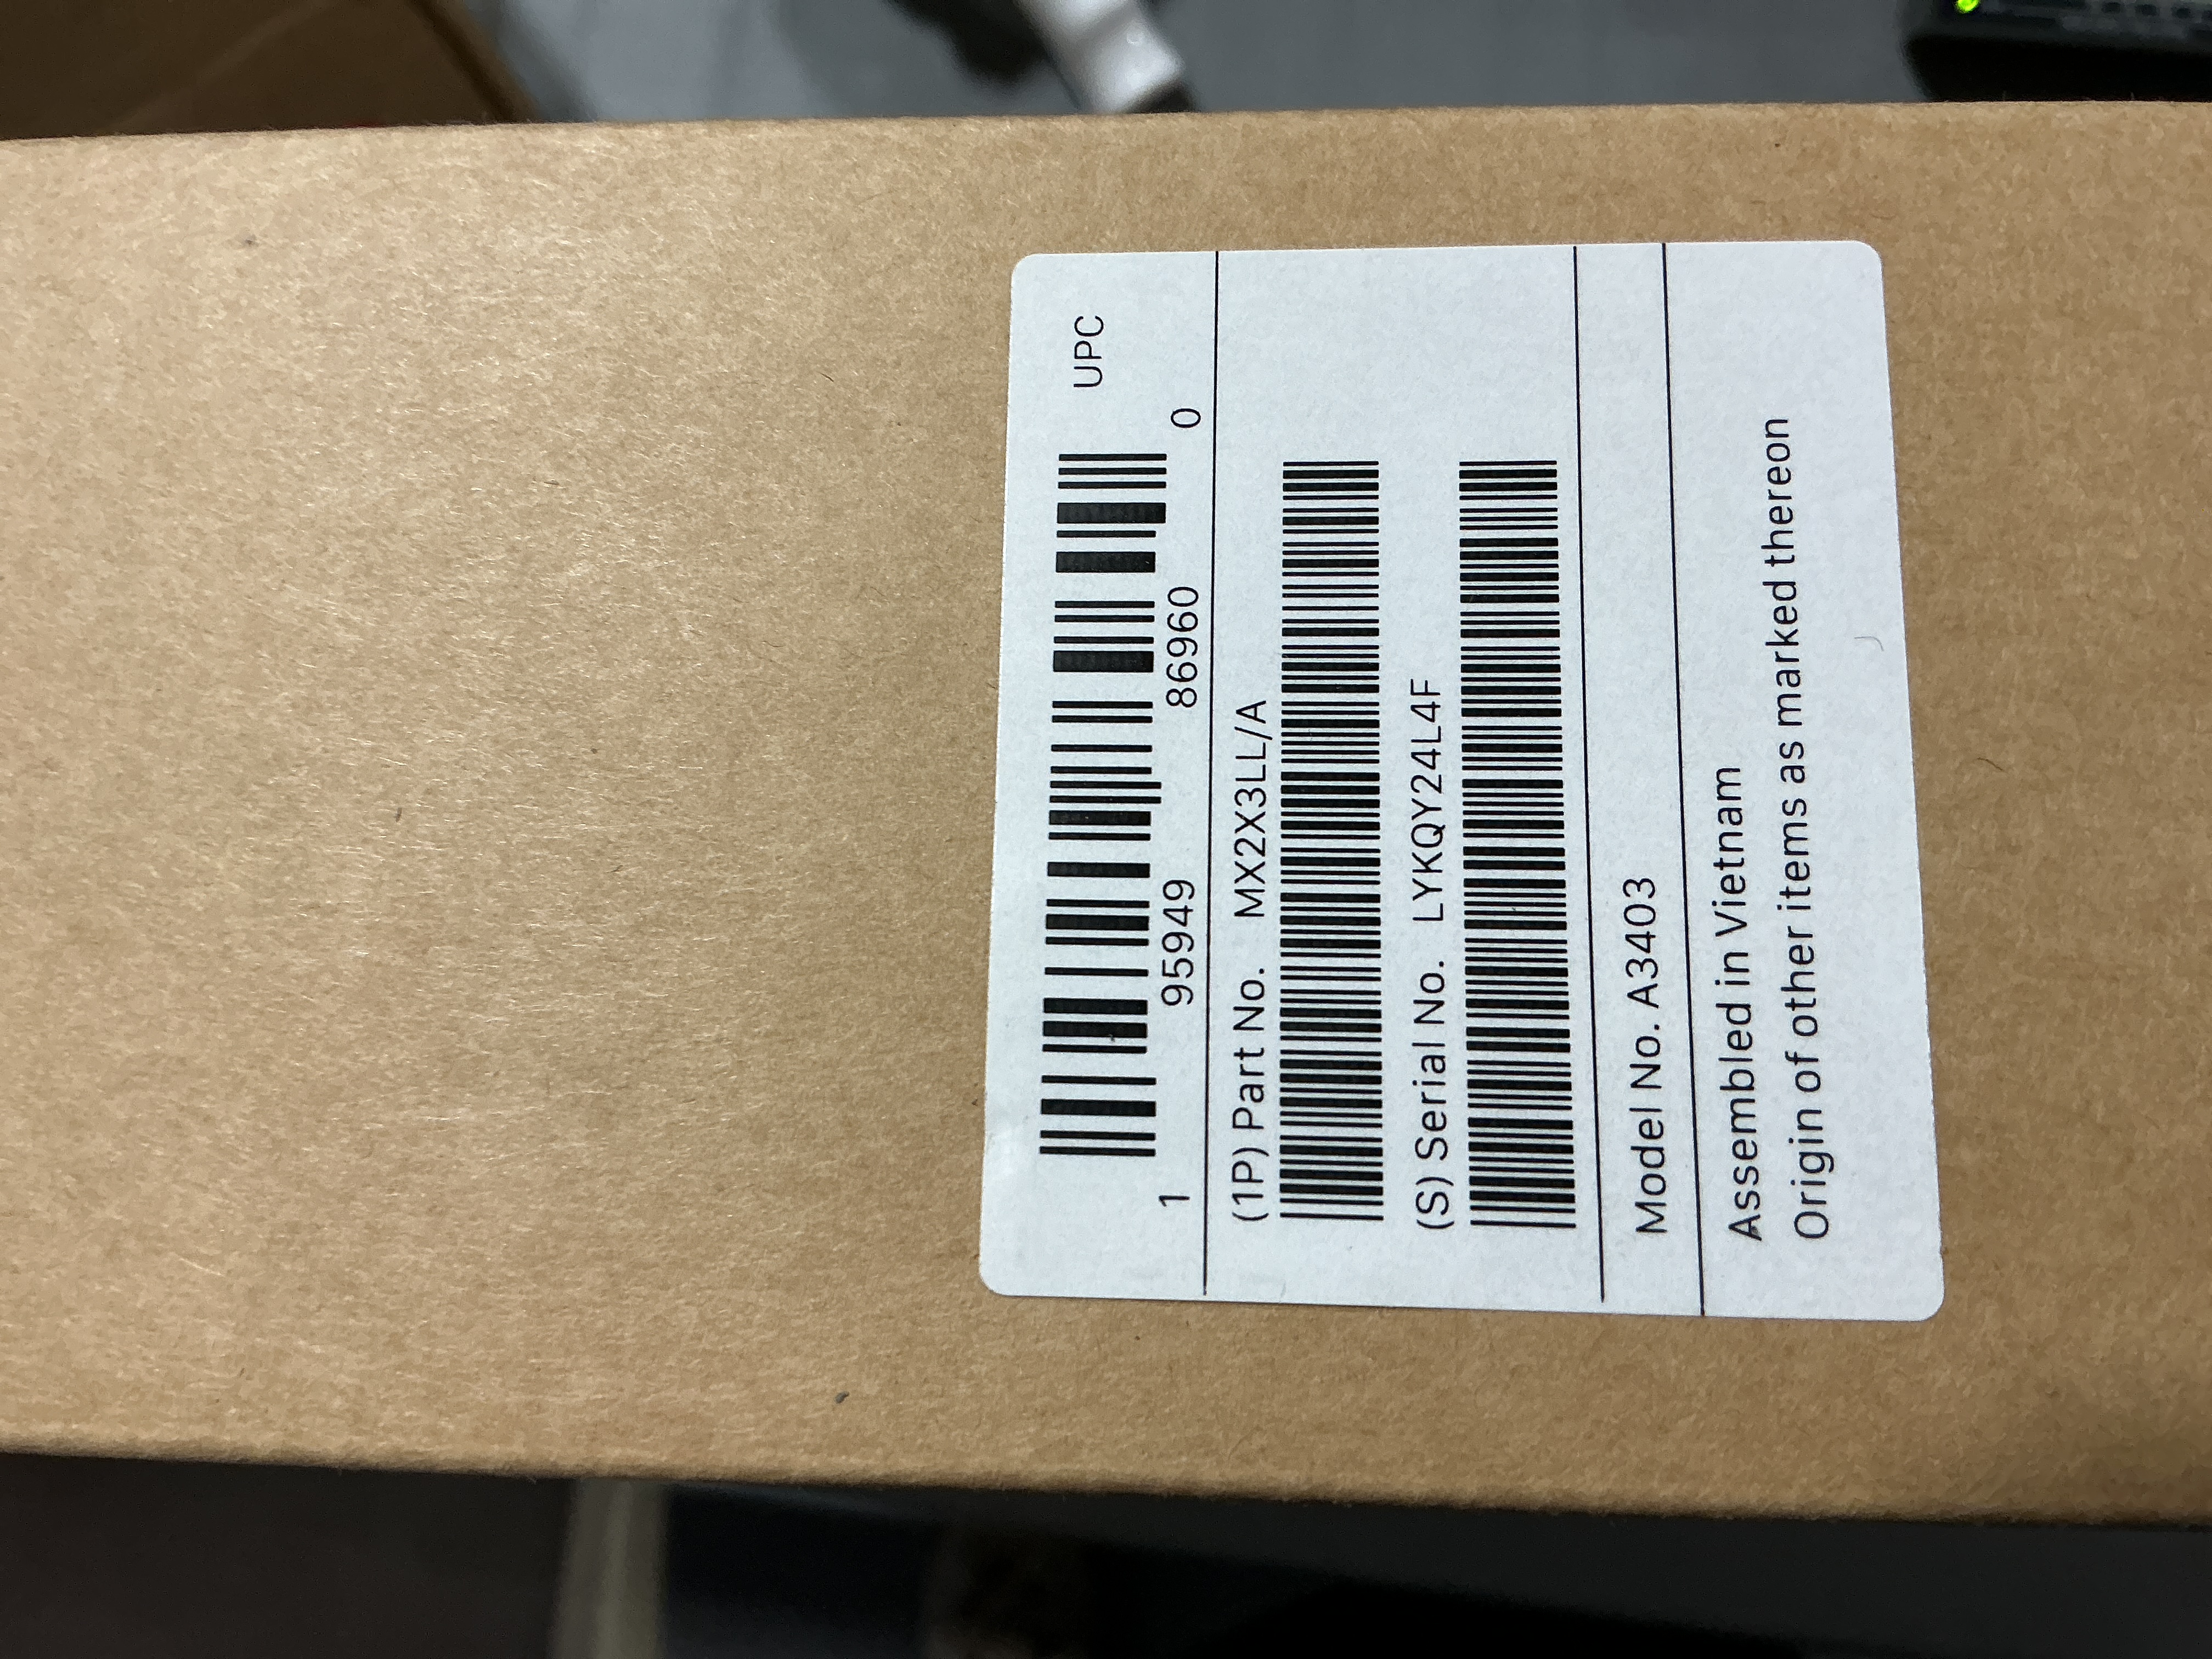 UPC
1 95949 86960 0
(1P) Part No. MX2X3LL/A
(S) Serial No. LYKQY24L4F
Model No. A3403
Assembled in Vietnam
Origin of other items as marked thereon